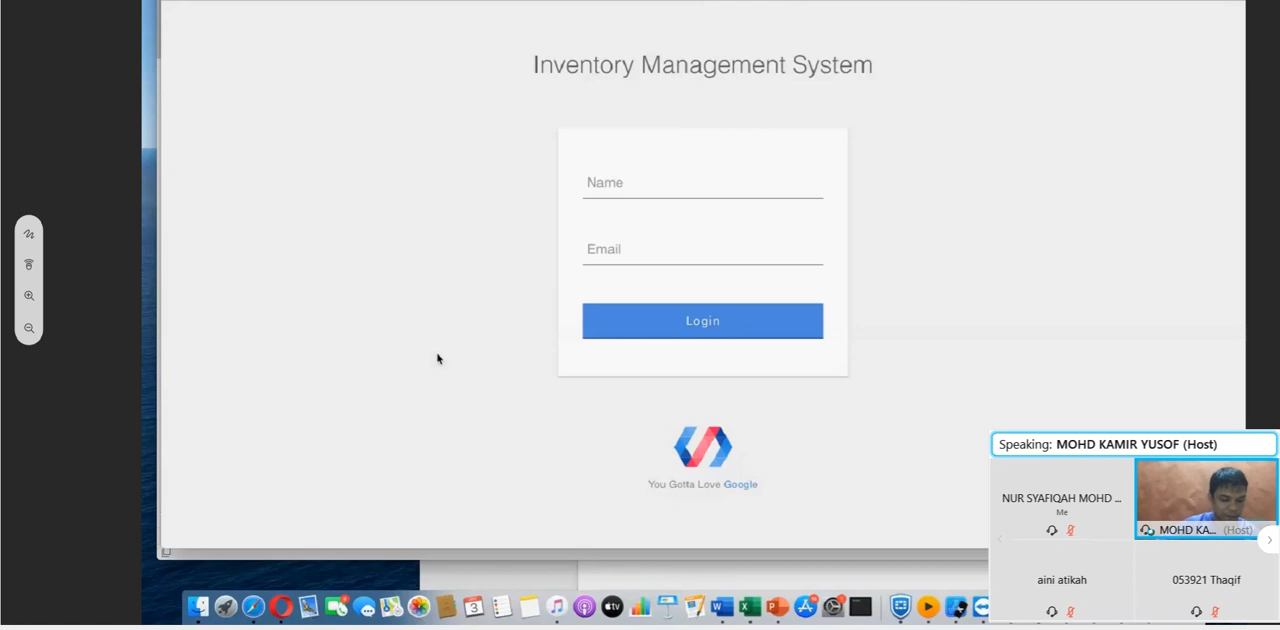 Inventory Management System
Name
Email
Login
You Gotta Love Google
Speaking: MOHD KAMIR YUSOF (Host)
NUR SYAFIQAH MOHD ...
Me
MOHD KA... (Host)
aini atikah
053921 Thaqif
3